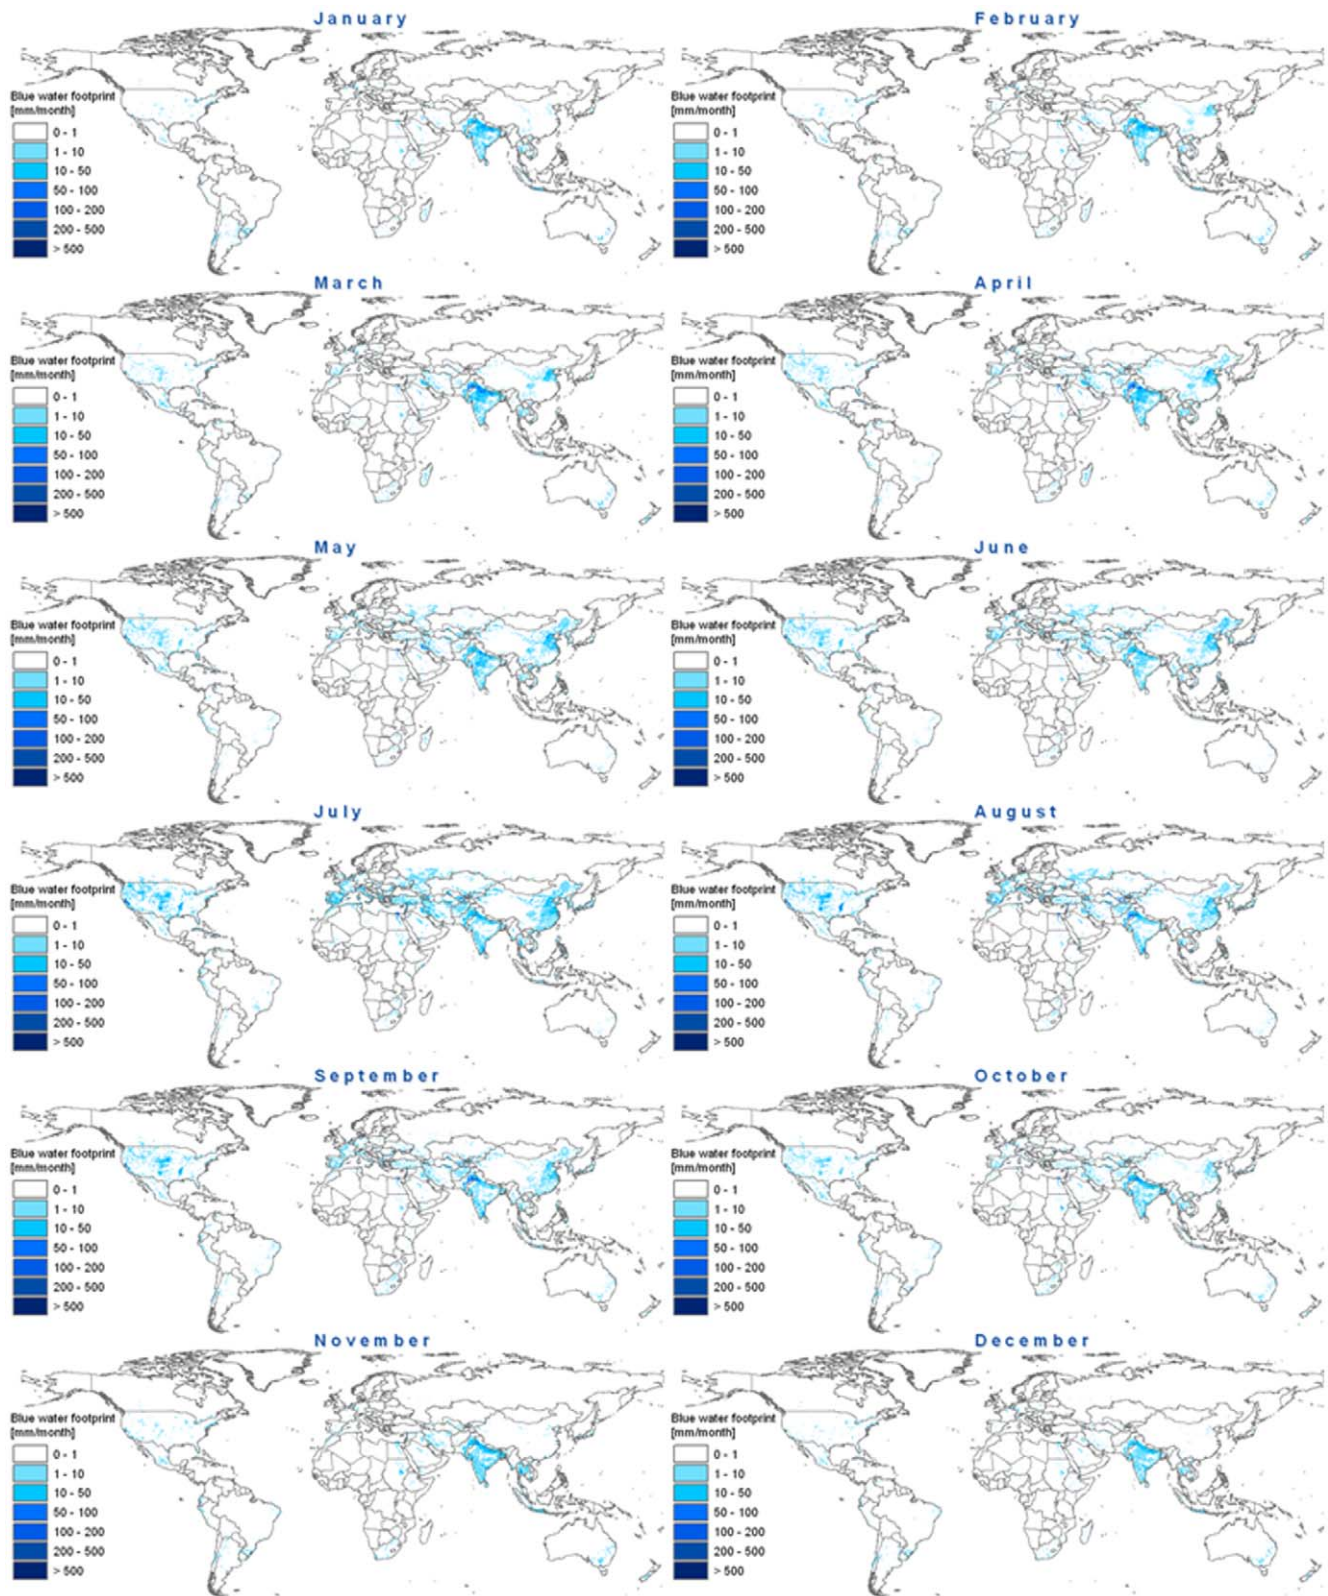 January
Blue water footprint
[mm/month]
0 - 1
1 - 10
10 - 50
50 - 100
100 - 200
200 - 500
> 500
February
Blue water footprint
[mm/month]
0 - 1
1 - 10
10 - 50
50 - 100
100 - 200
200 - 500
> 500
March
Blue water footprint
[mm/month]
0 - 1
1 - 10
10 - 50
50 - 100
100 - 200
200 - 500
> 500
April
Blue water footprint
[mm/month]
0 - 1
1 - 10
10 - 50
50 - 100
100 - 200
200 - 500
> 500
May
Blue water footprint
[mm/month]
0 - 1
1 - 10
10 - 50
50 - 100
100 - 200
200 - 500
> 500
June
Blue water footprint
[mm/month]
0 - 1
1 - 10
10 - 50
50 - 100
100 - 200
200 - 500
> 500
July
Blue water footprint
[mm/month]
0 - 1
1 - 10
10 - 50
50 - 100
100 - 200
200 - 500
> 500
August
Blue water footprint
[mm/month]
0 - 1
1 - 10
10 - 50
50 - 100
100 - 200
200 - 500
> 500
September
Blue water footprint
[mm/month]
0 - 1
1 - 10
10 - 50
50 - 100
100 - 200
200 - 500
> 500
October
Blue water footprint
[mm/month]
0 - 1
1 - 10
10 - 50
50 - 100
100 - 200
200 - 500
> 500
November
Blue water footprint
[mm/month]
0 - 1
1 - 10
10 - 50
50 - 100
100 - 200
200 - 500
> 500
December
Blue water footprint
[mm/month]
0 - 1
1 - 10
10 - 50
50 - 100
100 - 200
200 - 500
> 500